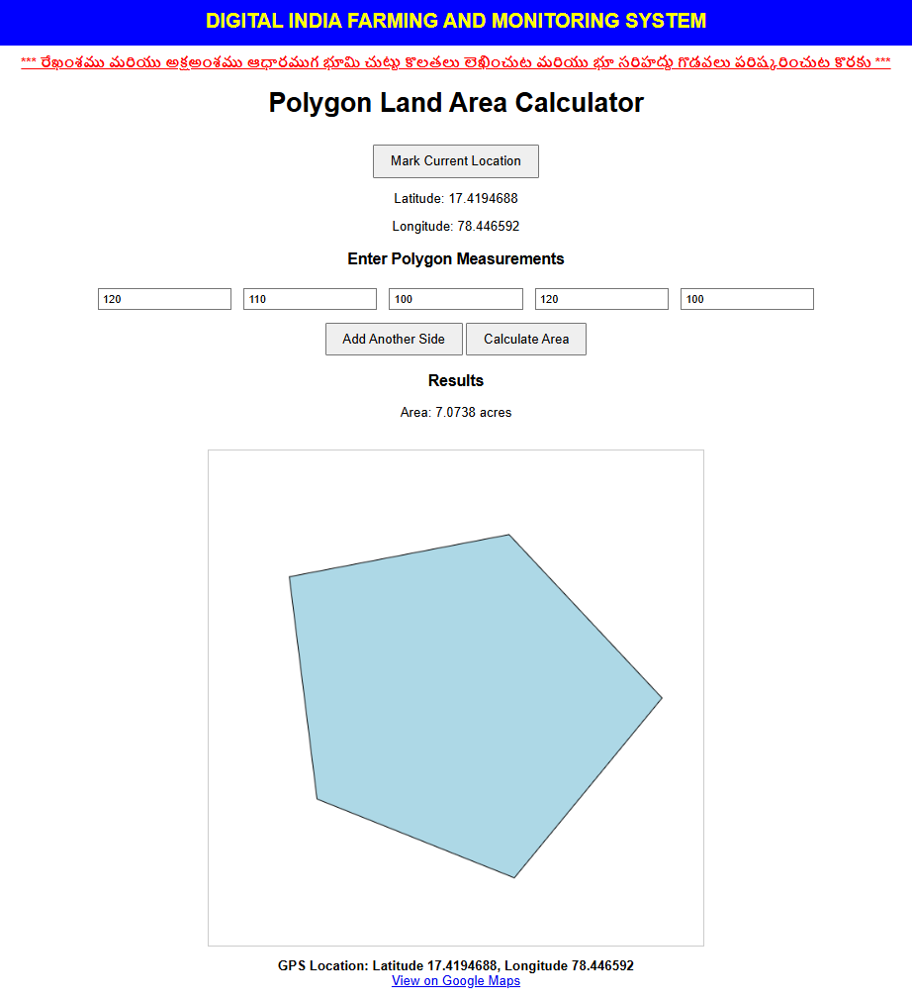 DIGITAL INDIA FARMING AND MONITORING SYSTEM
*** రేఖంశము మరియు అక్షఅంశము ఆధారముగ భూమి చుట్టు కొలతలు లెఖించుట మరియు భూ సరిహద్దు గొడవలు పరిష్కరించుట కొరకు ***
Polygon Land Area Calculator
Mark Current Location
Latitude: 17.4194688
Longitude: 78.446592
Enter Polygon Measurements
120 110 100 120 100
Add Another Side Calculate Area
Results
Area: 7.0738 acres
GPS Location: Latitude 17.4194688, Longitude 78.446592
View on Google Maps